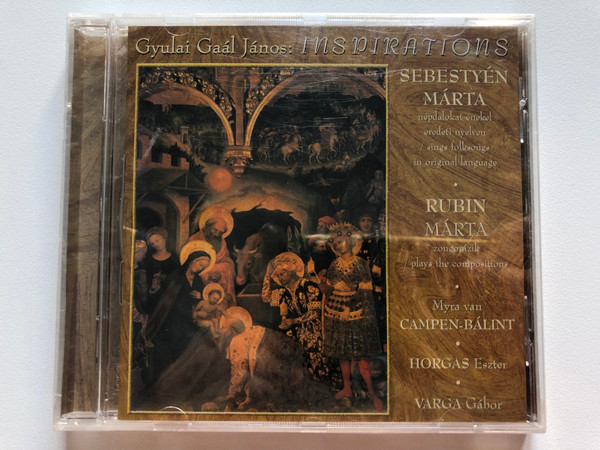 Gyulai Gaál János: INSPIRATIONS
SEBESTYÉN
MÁRTA
népdalokat énekel
eredeti nyelven
/ sings folksongs
in original language
•
RUBIN
MÁRTA
zongorázik
/ plays the compositions
•
Myra van
CAMPEN-BÁLINT
•
HORGAS Eszter
•
VARGA Gábor